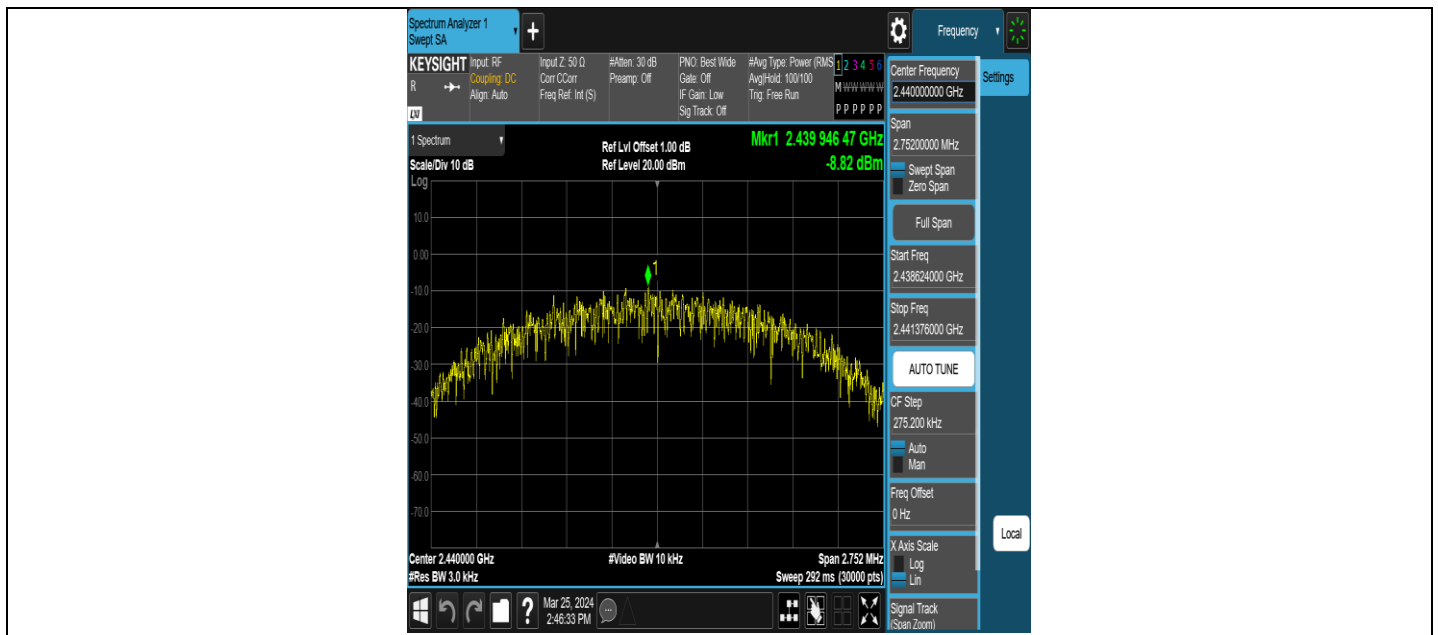 Spectrum Analyzer 1
Swept SA
Frequency
KEYSIGHT
R
LXI
Input: RF
Coupling: DC
Align: Auto
Input Z: 50 Ω
Corr CCorr
Freq Ref: Int (S)
#Atten: 30 dB
Preamp: Off
PNO: Best Wide
Gate: Off
IF Gain: Low
Sig Track: Off
#Avg Type: Power (RMS
Avg|Hold: 100/100
Trig: Free Run
1 2 3 4 5 6
M W W W W W
P P P P P P
Center Frequency
2.440000000 GHz
Settings
Span
2.75200000 MHz
Swept Span
Zero Span
Full Span
Start Freq
2.438624000 GHz
Stop Freq
2.441376000 GHz
AUTO TUNE
CF Step
275.200 kHz
Auto
Man
Freq Offset
0 Hz
X Axis Scale
Log
Lin
Signal Track
(Span Zoom)
Local
1 Spectrum
Scale/Div 10 dB
Ref Lvl Offset 1.00 dB
Ref Level 20.00 dBm
Mkr1 2.439 946 47 GHz
-8.82 dBm
Log
10.0
0.00
-10.0
-20.0
-30.0
-40.0
-50.0
-60.0
-70.0
1
Center 2.440000 GHz
#Res BW 3.0 kHz
#Video BW 10 kHz
Span 2.752 MHz
Sweep 292 ms (30000 pts)
?
Mar 25, 2024
2:46:33 PM